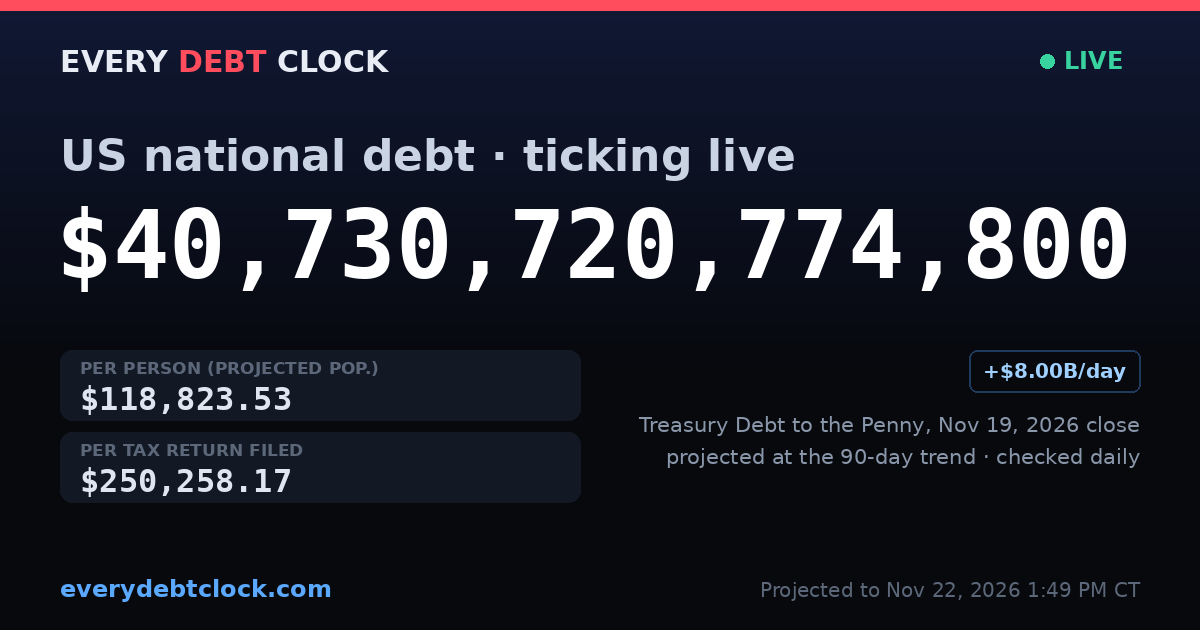 EVERY DEBT CLOCK
LIVE
US national debt · ticking live
$40,730,720,774,800
PER PERSON (PROJECTED POP.)
$118,823.53
PER TAX RETURN FILED
$250,258.17
+$8.00B/day
Treasury Debt to the Penny, Nov 19, 2026 close
projected at the 90-day trend · checked daily
everydebtclock.com
Projected to Nov 22, 2026 1:49 PM CT